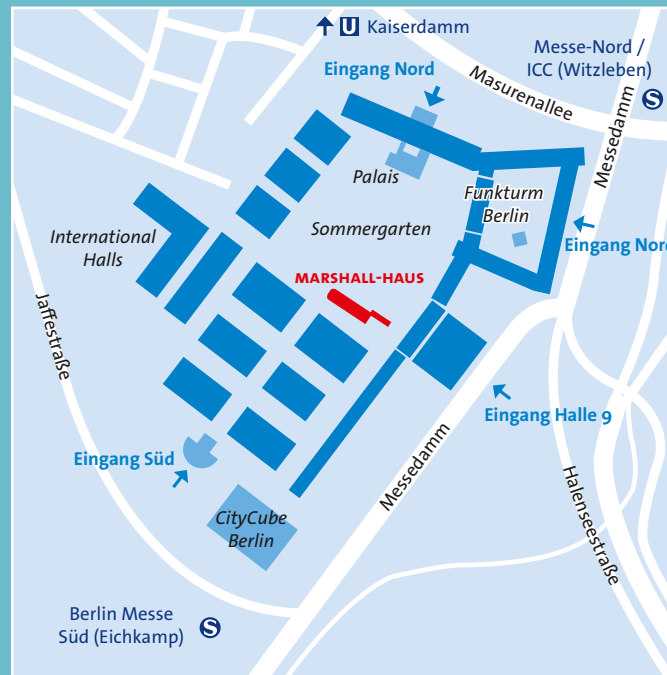 U Kaiserdamm
Messe-Nord /
ICC (Witzleben)
S
Eingang Nord
Masurenallee
Messedamm
Palais
Funkturm
Berlin
Sommergarten
International
Halls
Eingang Nord
MARSHALL-HAUS
Jaffestraße
Eingang Halle 9
Messedamm
Eingang Süd
Halenseestraße
CityCube
Berlin
Berlin Messe
Süd (Eichkamp)
S